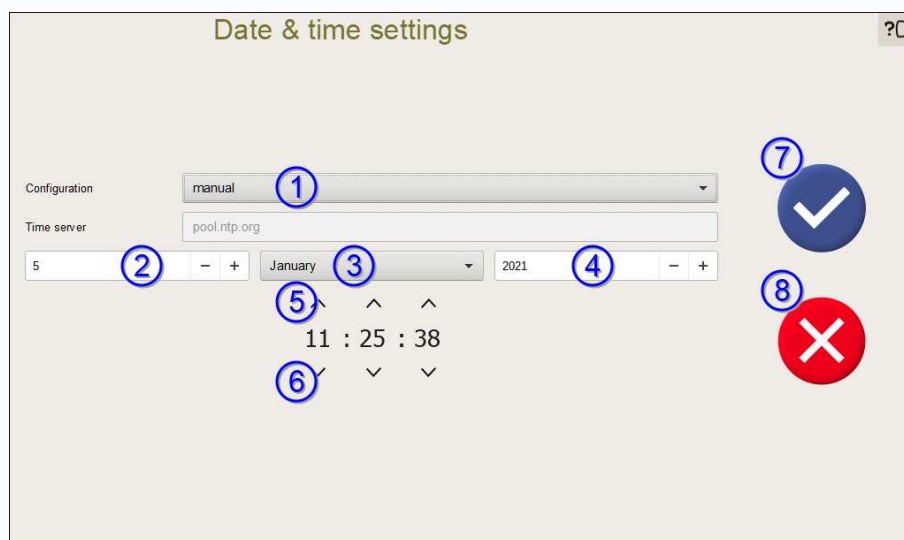 Date & time settings
?
7
Configuration
manual
1
Time server
pool.ntp.org
5
2
− +
January
3
2021
4
− +
8
5
11 : 25 : 38
6